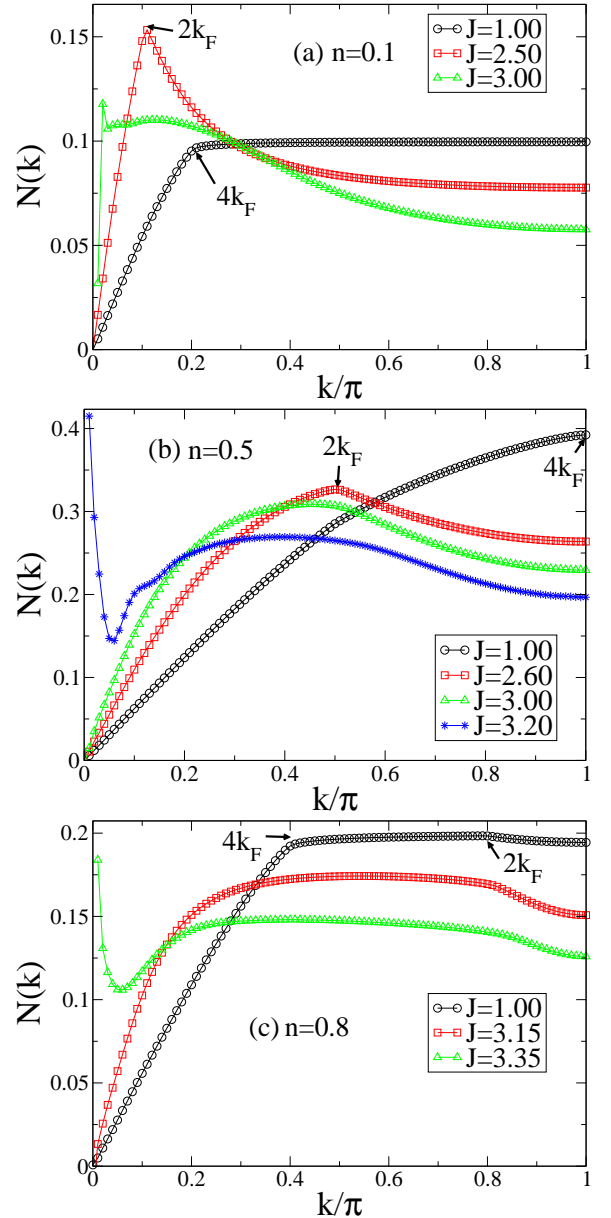 0.15
0.1
0.05
0
N(k)
2k_F
(a) n=0.1
J=1.00
J=2.50
J=3.00
4k_F
0 0.2 0.4 0.6 0.8 1
k/π
0.4
0.3
0.2
0.1
0
N(k)
(b) n=0.5
2k_F
4k_F
J=1.00
J=2.60
J=3.00
J=3.20
0 0.2 0.4 0.6 0.8 1
k/π
0.2
0.15
0.1
0.05
0
N(k)
4k_F
2k_F
(c) n=0.8
J=1.00
J=3.15
J=3.35
0 0.2 0.4 0.6 0.8 1
k/π